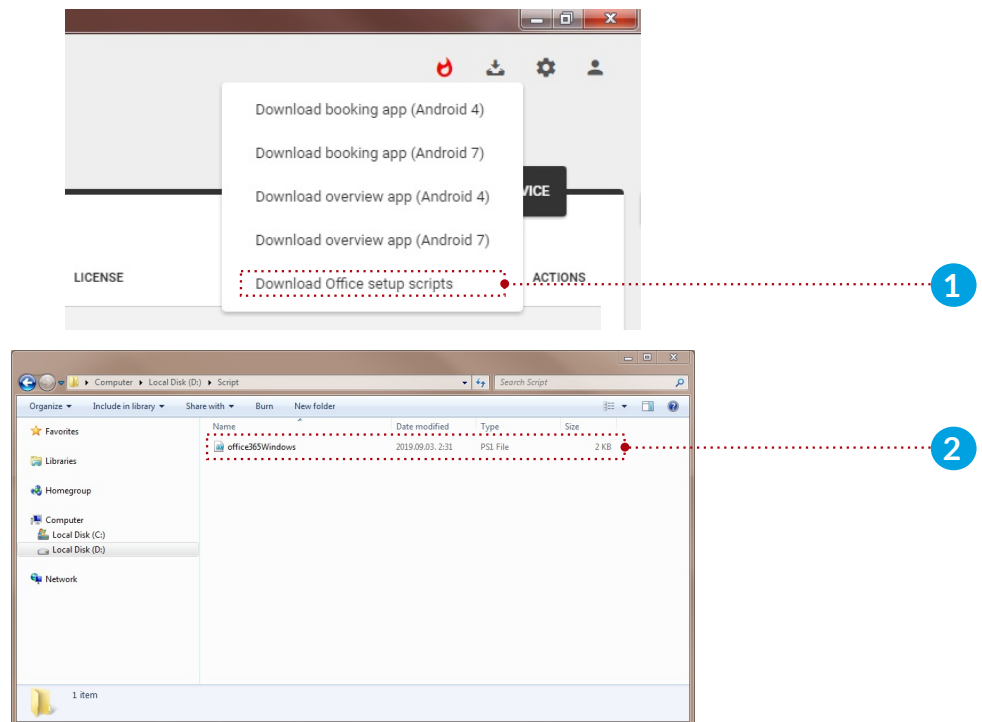 Download booking app (Android 4)
Download booking app (Android 7)
Download overview app (Android 4)
VICE
Download overview app (Android 7)
LICENSE
Download Office setup scripts
ACTIONS
1
Computer Local Disk (D:) Script
Search Script
Organize Include in library Share with Burn New folder
Favorites
Libraries
Homegroup
Computer
Local Disk (C:)
Local Disk (D:)
Network
Name Date modified Type Size
office365Windows 2019.09.03. 2:31 PS1 File 2 KB
2
1 item